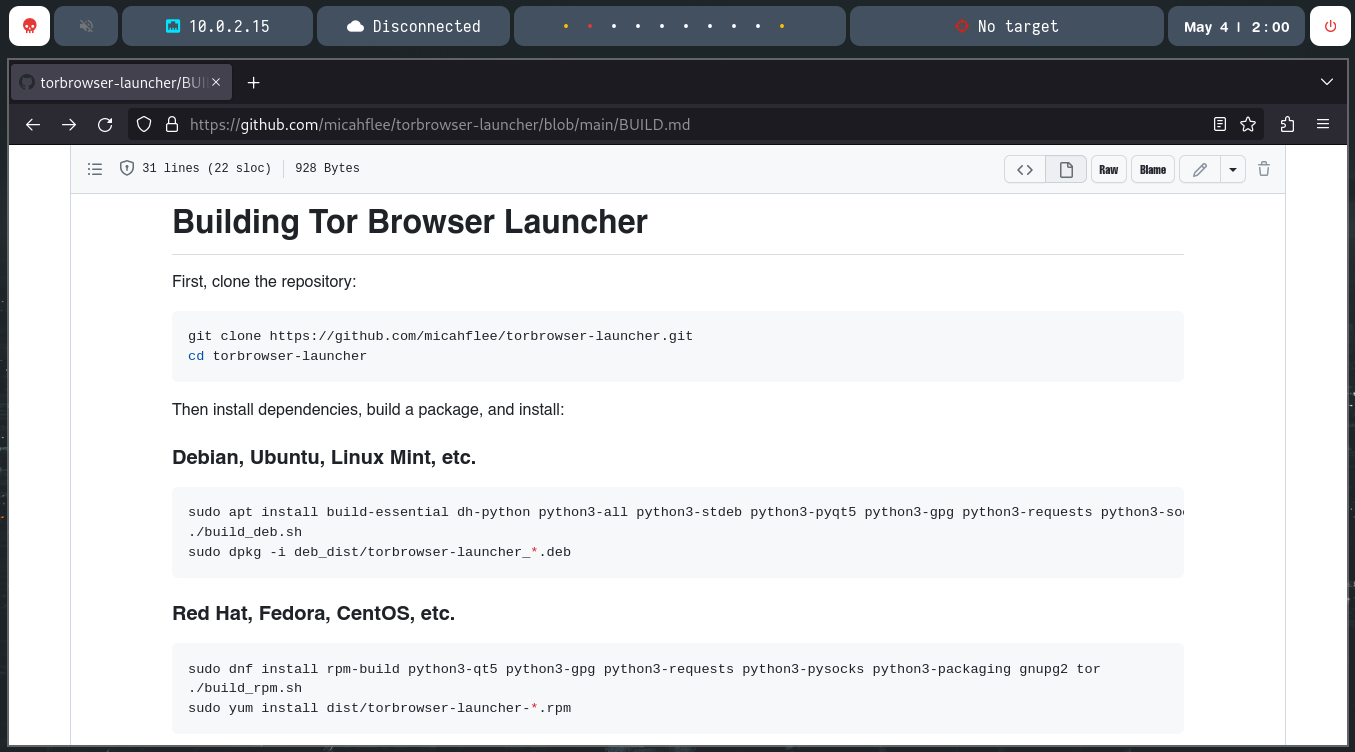 10.0.2.15
Disconnected
No target
May 4 | 2:00
torbrowser-launcher/BUI
https://github.com/micahflee/torbrowser-launcher/blob/main/BUILD.md
31 lines (22 sloc)
928 Bytes
Raw
Blame
Building Tor Browser Launcher
First, clone the repository:
git clone https://github.com/micahflee/torbrowser-launcher.git
cd torbrowser-launcher
Then install dependencies, build a package, and install:
Debian, Ubuntu, Linux Mint, etc.
sudo apt install build-essential dh-python python3-all python3-stdeb python3-pyqt5 python3-gpg python3-requests python3-so
./build_deb.sh
sudo dpkg -i deb_dist/torbrowser-launcher_*.deb
Red Hat, Fedora, CentOS, etc.
sudo dnf install rpm-build python3-qt5 python3-gpg python3-requests python3-pysocks python3-packaging gnupg2 tor
./build_rpm.sh
sudo yum install dist/torbrowser-launcher-*.rpm